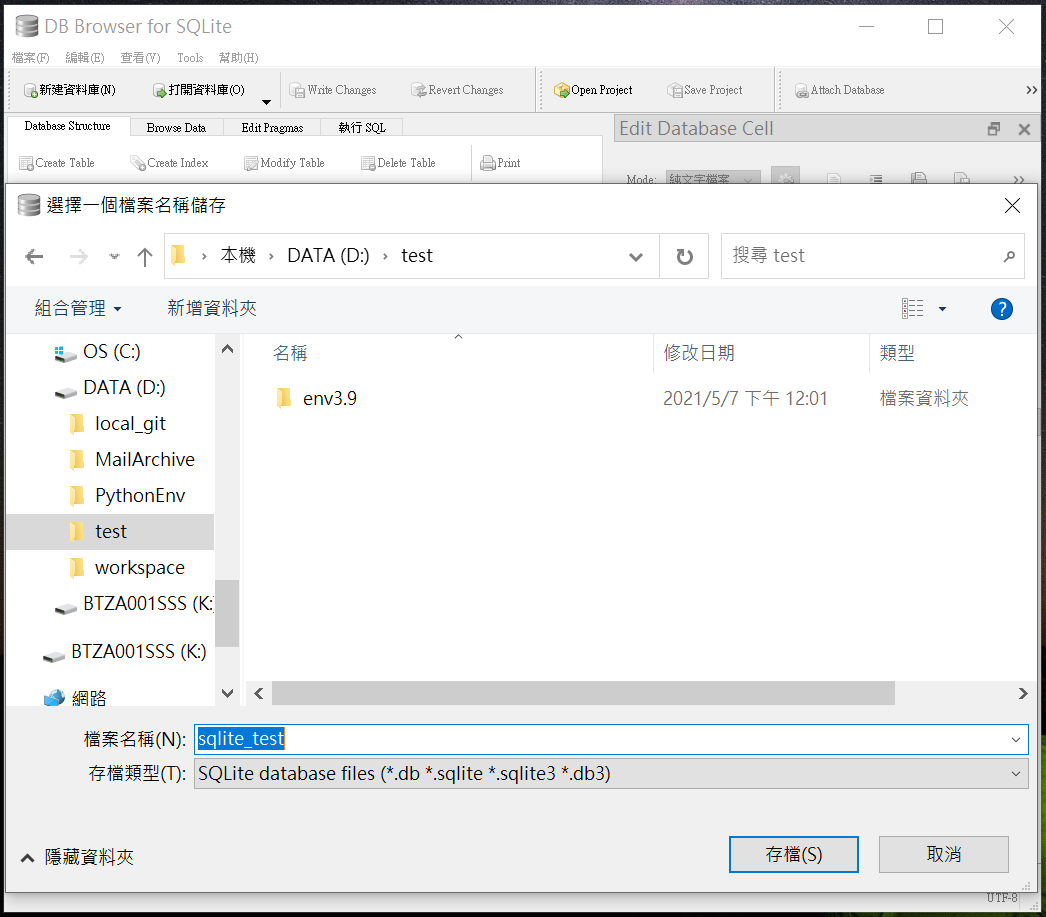 DB Browser for SQLite
檔案(F) 編輯(E) 查看(V) Tools 幫助(H)
新建資料庫(N) 打開資料庫(O) Write Changes Revert Changes Open Project Save Project Attach Database »
Database Structure Browse Data Edit Pragmas 執行 SQL Edit Database Cell
Create Table Create Index Modify Table Delete Table Print
Mode: 純文字檔案 »
選擇一個檔案名稱儲存
本機 › DATA (D:) › test 搜尋 test
組合管理 新增資料夾 ?
名稱 修改日期 類型
OS (C:)
DATA (D:)
local_git
MailArchive
PythonEnv
test
workspace
BTZA001SSS (K:
BTZA001SSS (K:)
網路
env3.9 2021/5/7 下午 12:01 檔案資料夾
檔案名稱(N): sqlite_test
存檔類型(T): SQLite database files (*.db *.sqlite *.sqlite3 *.db3)
隱藏資料夾 存檔(S) 取消
UTF-8